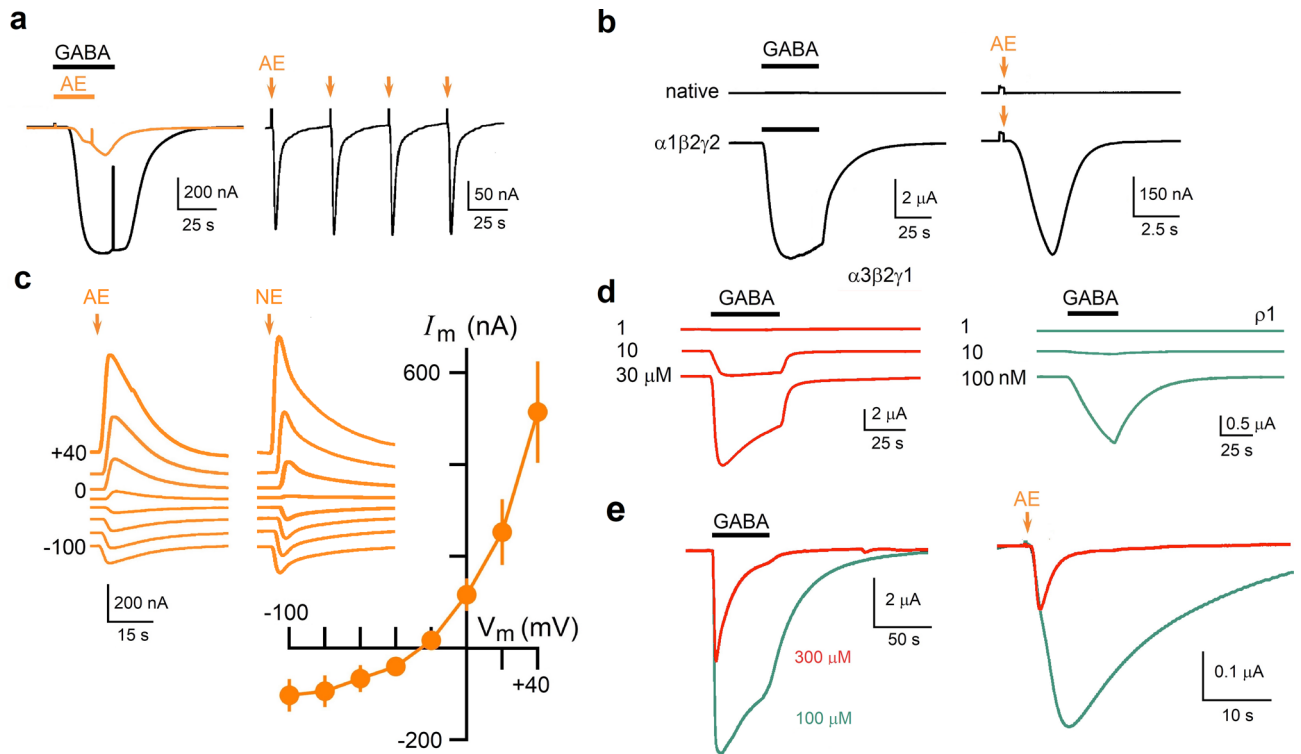 a
GABA
AE
AE
200 nA
25 s
50 nA
25 s
b
GABA
AE
native
α1β2γ2
2 μA
25 s
150 nA
2.5 s
c
AE
NE
Im (nA)
600
+40
0
-100
-100
Vm (mV)
+40
-200
200 nA
15 s
α3β2γ1
d
GABA
GABA
1
10
30 μM
2 μA
25 s
ρ1
1
10
100 nM
0.5 μA
25 s
e
GABA
AE
300 μM
100 μM
2 μA
50 s
0.1 μA
10 s